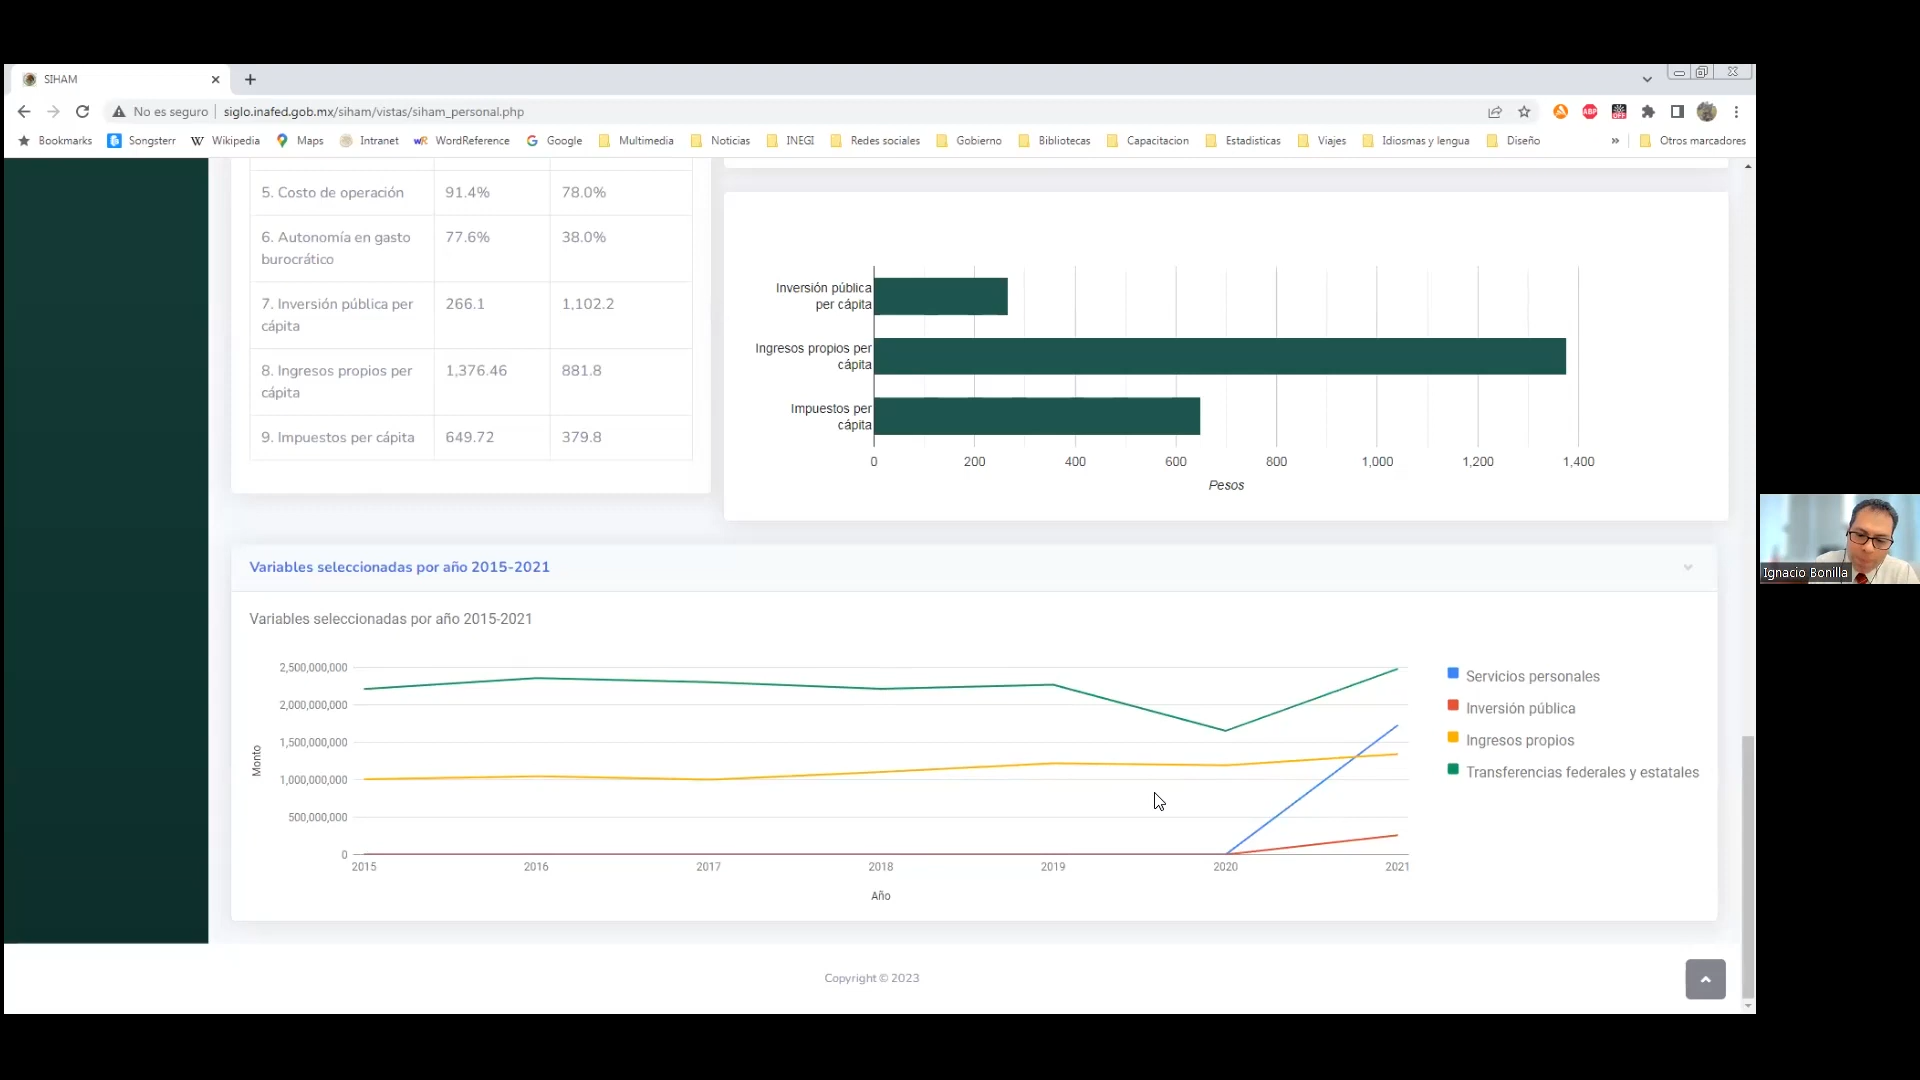 SIHAM
No es seguro siglo.inafed.gob.mx/siham/vistas/siham_personal.php
Bookmarks Songsterr Wikipedia Maps Intranet WordReference Google Multimedia Noticias INEGI Redes sociales Gobierno Bibliotecas Capacitacion Estadisticas Viajes Idiosmas y lengua Diseño » Otros marcadores
5. Costo de operación 91.4% 78.0%
6. Autonomía en gasto burocrático 77.6% 38.0%
7. Inversión pública per cápita 266.1 1,102.2
8. Ingresos propios per cápita 1,376.46 881.8
9. Impuestos per cápita 649.72 379.8
Inversión pública
per cápita
Ingresos propios per
cápita
Impuestos per
cápita
0 200 400 600 800 1,000 1,200 1,400
Pesos
Ignacio Bonilla
Variables seleccionadas por año 2015-2021
Variables seleccionadas por año 2015-2021
2,500,000,000
2,000,000,000
1,500,000,000
1,000,000,000
500,000,000
0
Monto
2015 2016 2017 2018 2019 2020 2021
Año
Servicios personales
Inversión pública
Ingresos propios
Transferencias federales y estatales
Copyright © 2023